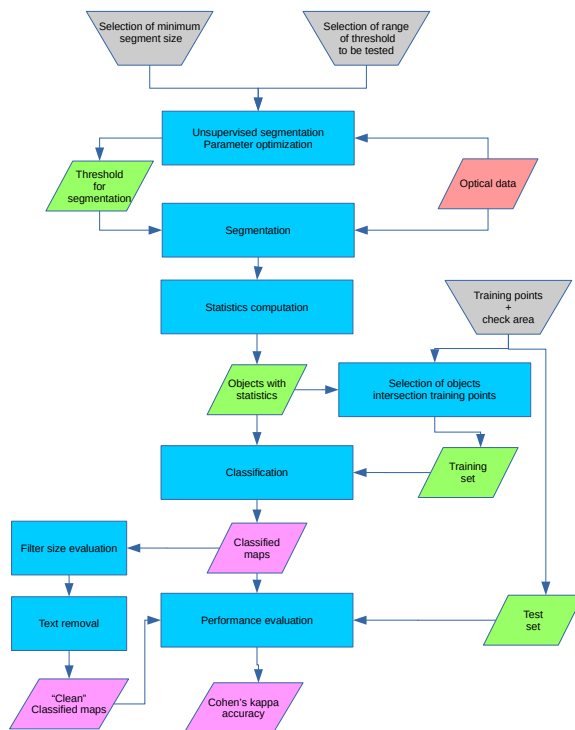 Selection of minimum
segment size
Selection of range
of threshold
to be tested
Unsupervised segmentation
Parameter optimization
Threshold
for
segmentation
Optical data
Segmentation
Training points
+
check area
Statistics computation
Objects with
statistics
Selection of objects
intersection training points
Classification
Training
set
Filter size evaluation
Classified
maps
Text removal
Performance evaluation
Test
set
“Clean”
Classified maps
Cohen's kappa
accuracy